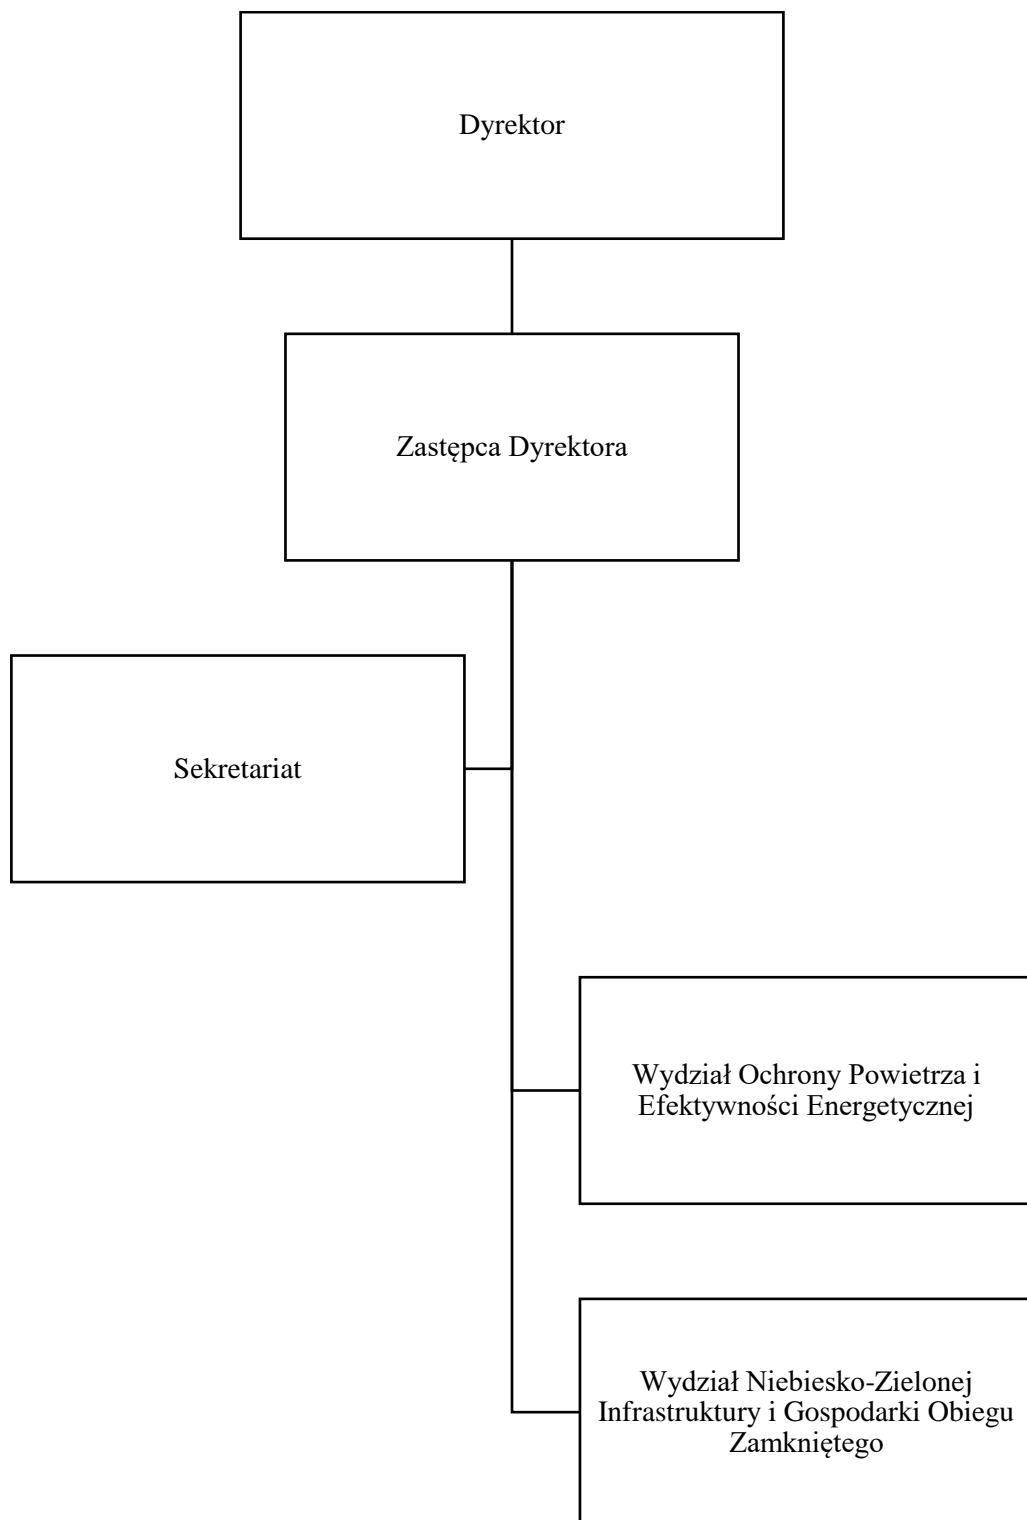 Dyrektor
Zastępca Dyrektora
Sekretariat
Wydział Ochrony Powietrza i
Efektywności Energetycznej
Wydział Niebiesko-Zielonej
Infrastruktury i Gospodarki Obiegu
Zamkniętego